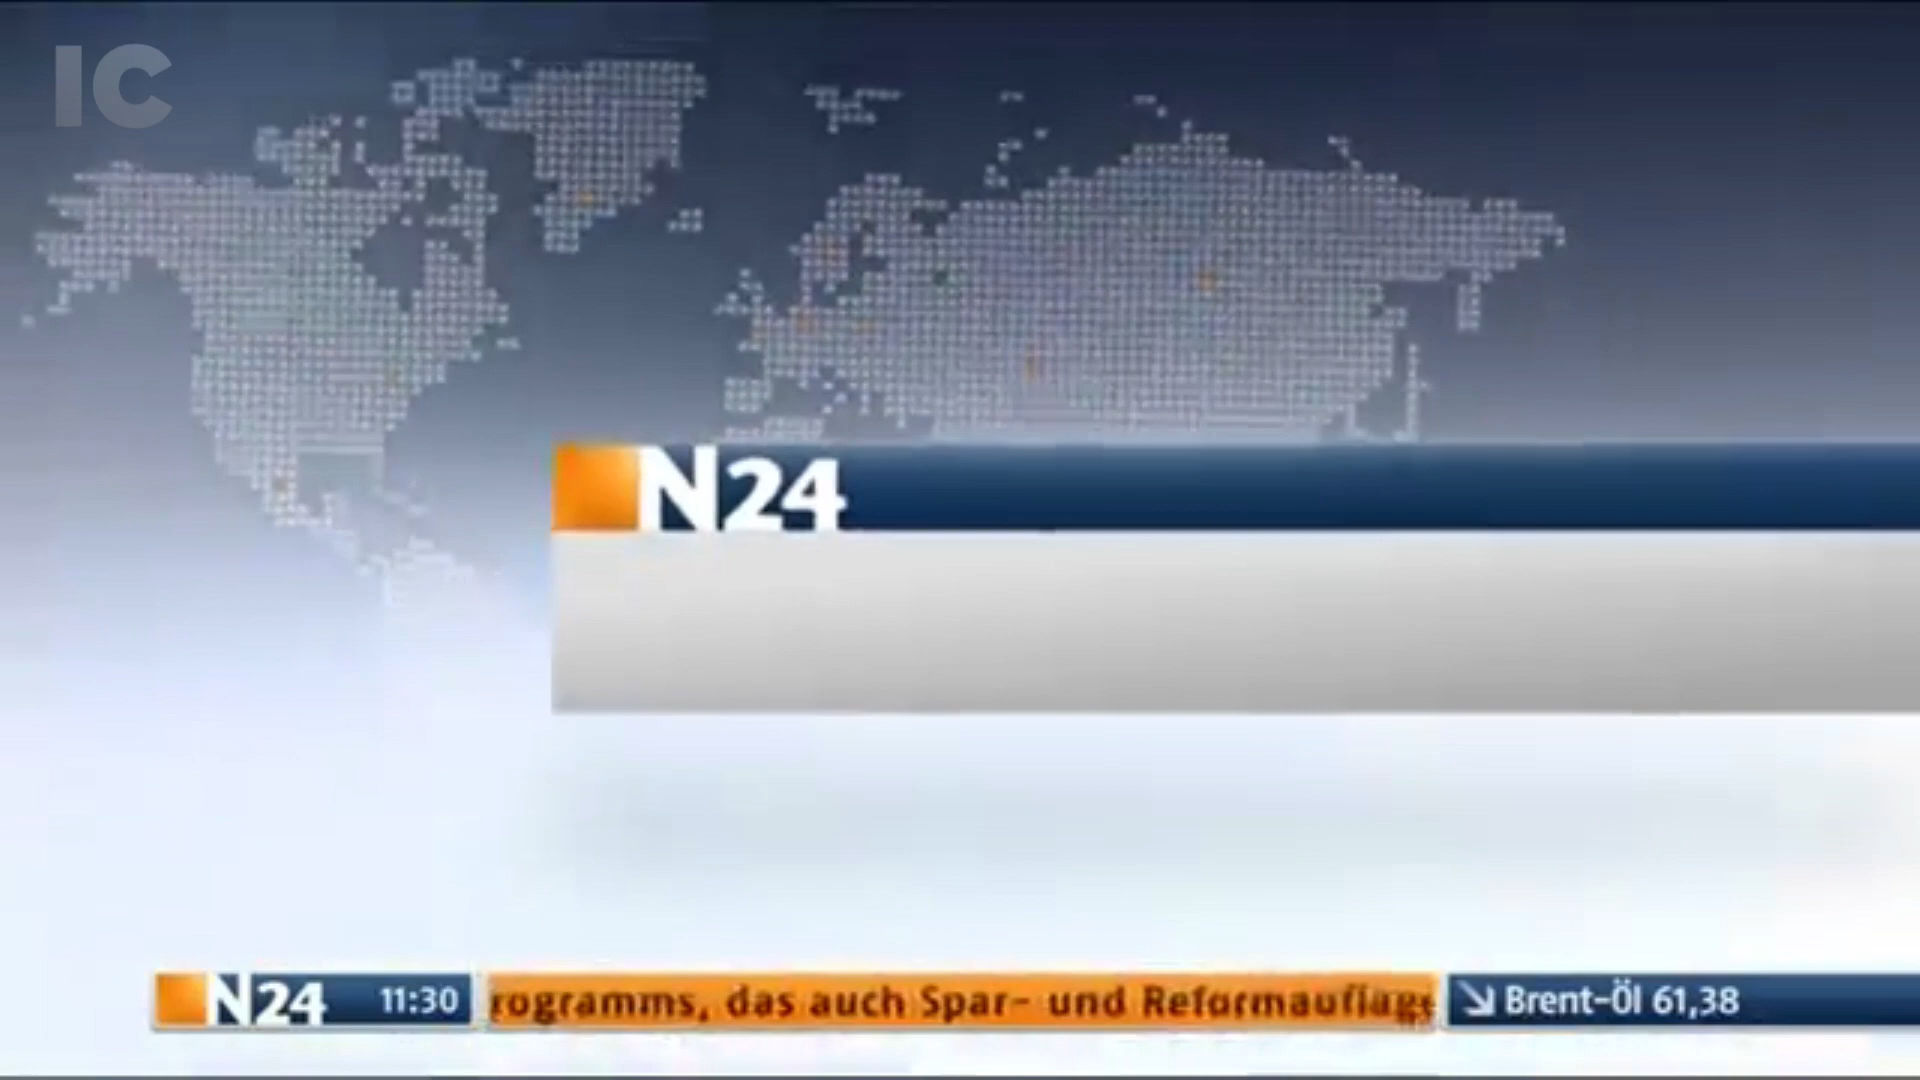 IC
N24
N24 11:30 rogramms, das auch Spar- und Reformauflage Brent-Öl 61,38